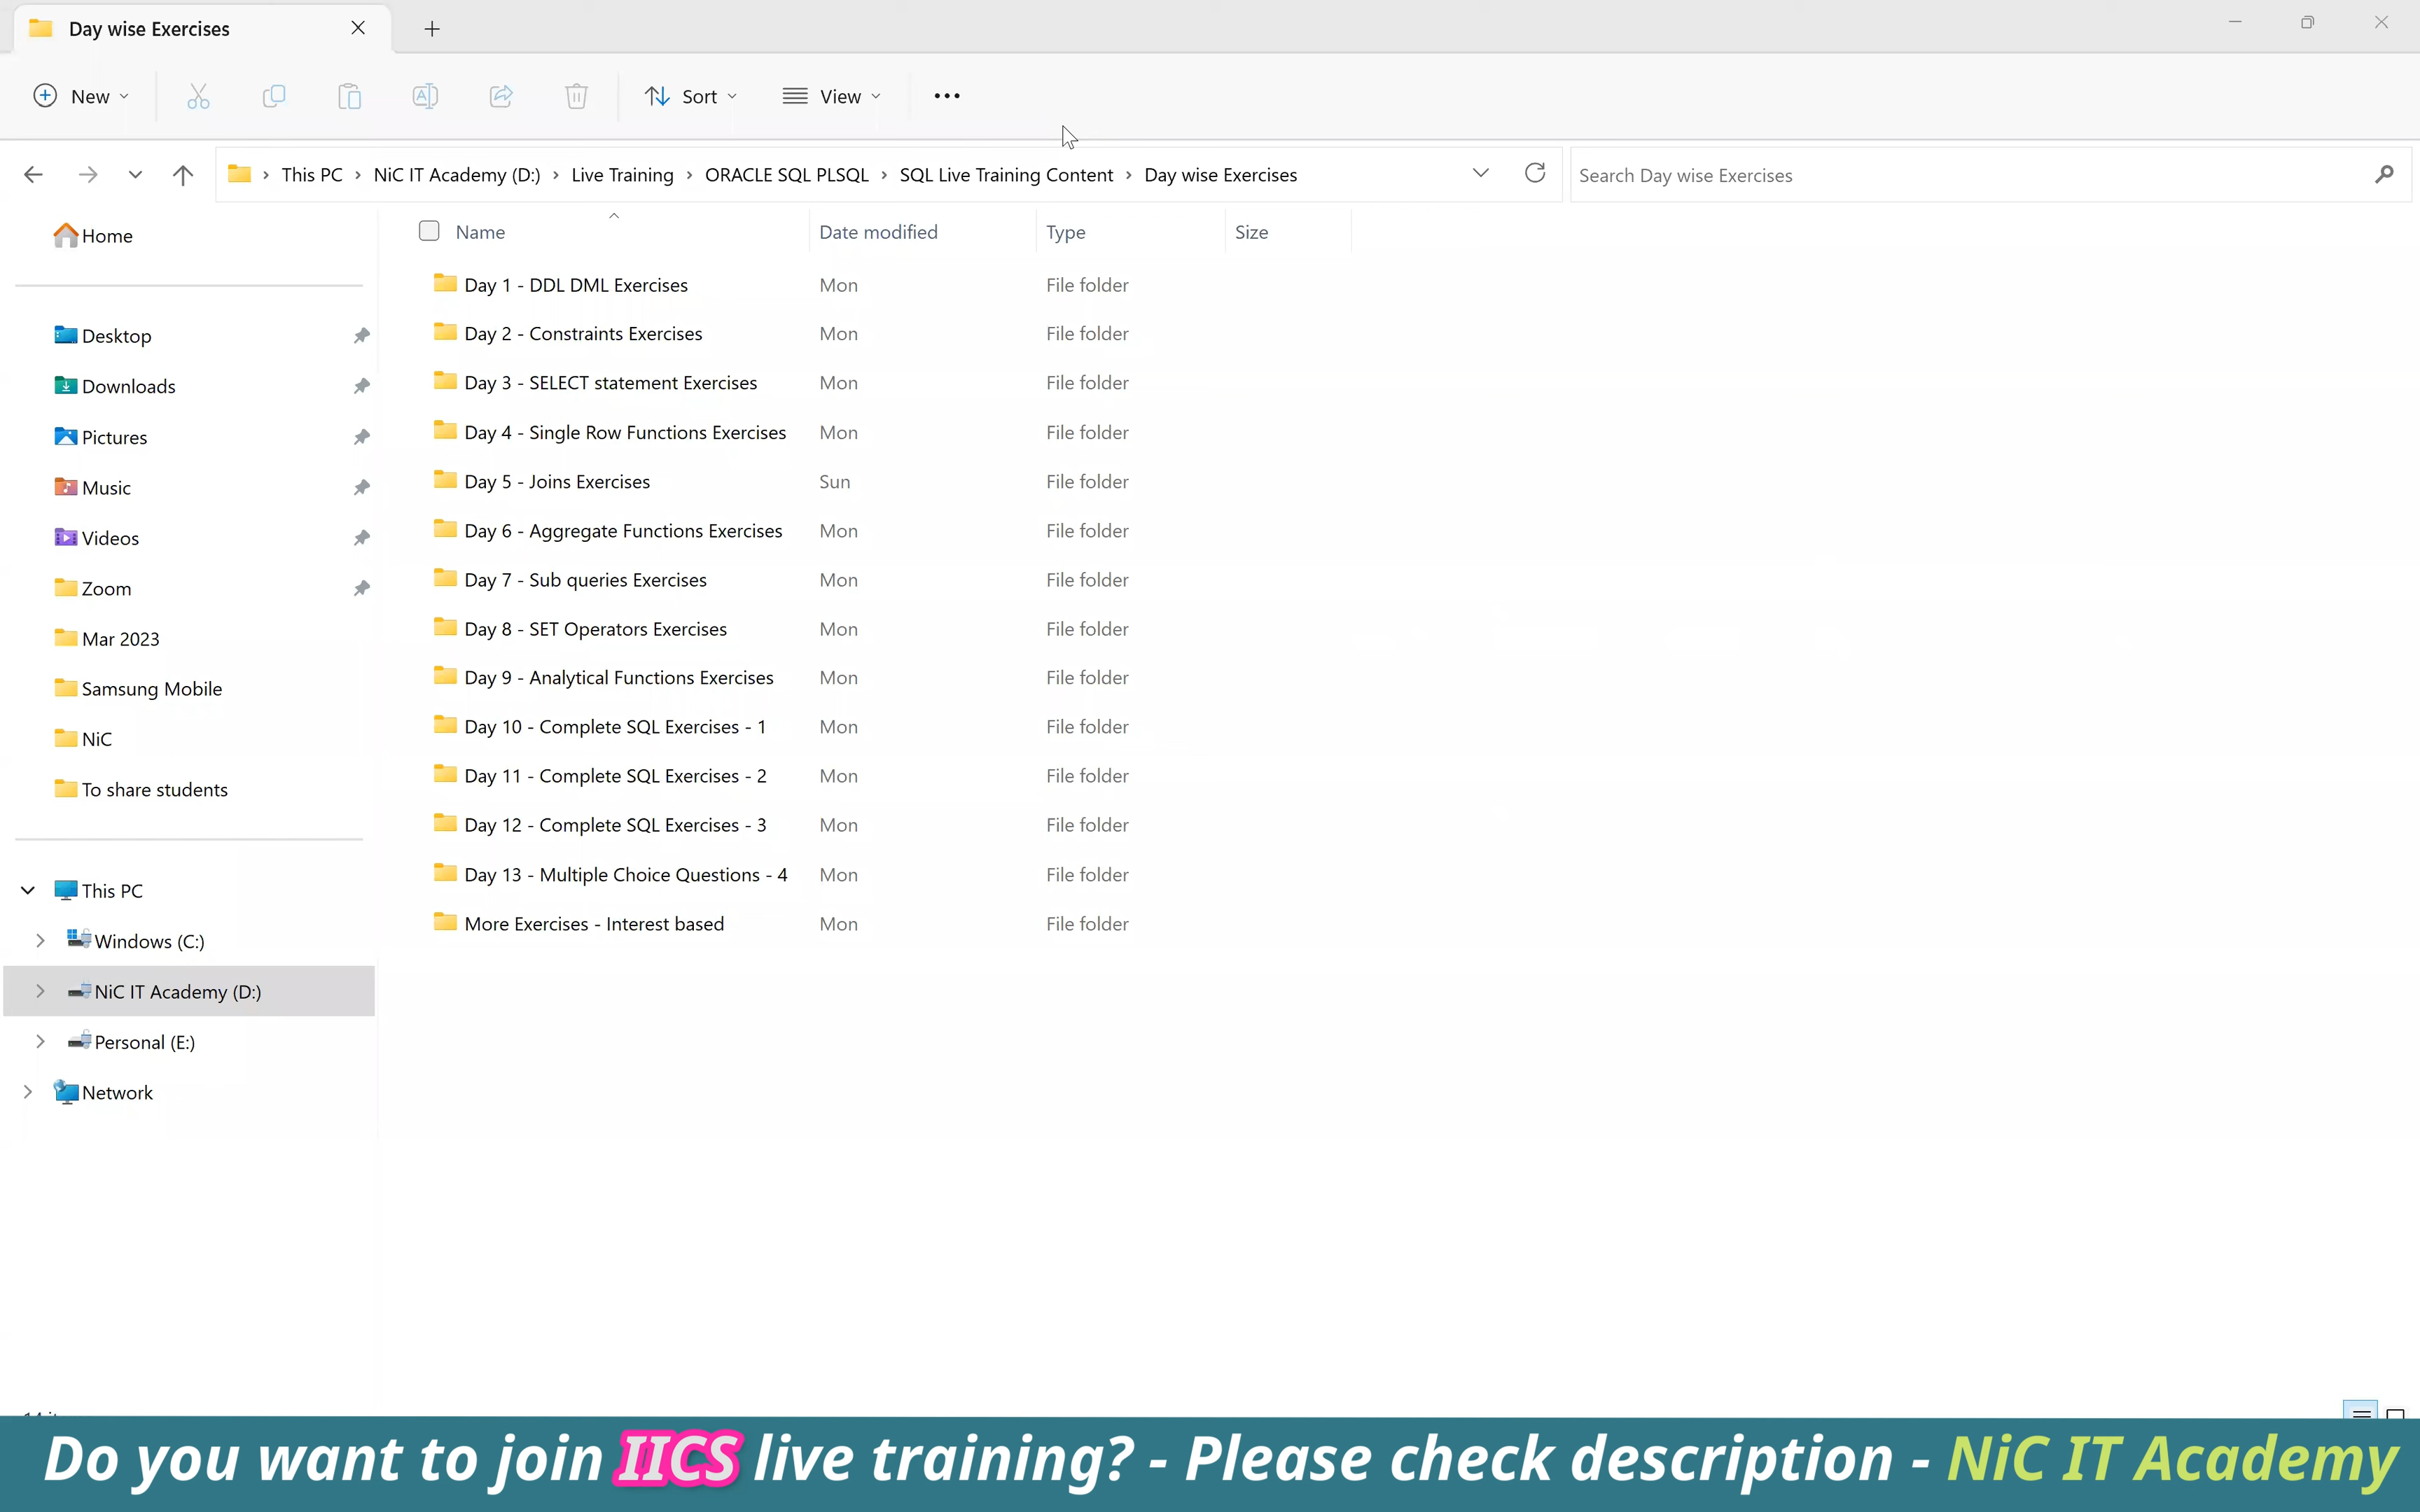 Day wise Exercises
New
Sort
View
This PC > NiC IT Academy (D:) > Live Training > ORACLE SQL PLSQL > SQL Live Training Content > Day wise Exercises
Search Day wise Exercises
Home
Desktop
Downloads
Pictures
Music
Videos
Zoom
Mar 2023
Samsung Mobile
NiC
To share students
This PC
Windows (C:)
NiC IT Academy (D:)
Personal (E:)
Network
Name Date modified Type Size
Day 1 - DDL DML Exercises Mon File folder
Day 2 - Constraints Exercises Mon File folder
Day 3 - SELECT statement Exercises Mon File folder
Day 4 - Single Row Functions Exercises Mon File folder
Day 5 - Joins Exercises Sun File folder
Day 6 - Aggregate Functions Exercises Mon File folder
Day 7 - Sub queries Exercises Mon File folder
Day 8 - SET Operators Exercises Mon File folder
Day 9 - Analytical Functions Exercises Mon File folder
Day 10 - Complete SQL Exercises - 1 Mon File folder
Day 11 - Complete SQL Exercises - 2 Mon File folder
Day 12 - Complete SQL Exercises - 3 Mon File folder
Day 13 - Multiple Choice Questions - 4 Mon File folder
More Exercises - Interest based Mon File folder
Do you want to join IICS live training? - Please check description - NiC IT Academy